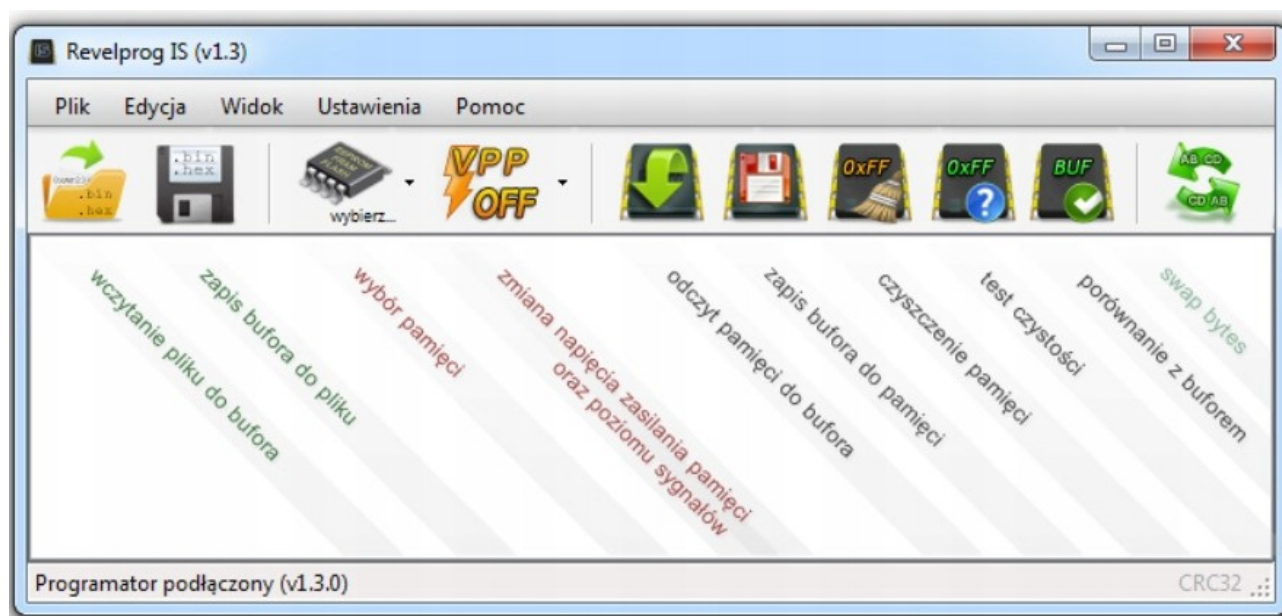 Revelprog IS (v1.3)
Plik Edycja Widok Ustawienia Pomoc
.bin
.hex
.bin
.hex
EEPROM
FRAM
FLASH
wybierz...
VPP
OFF
0xFF
0xFF
BUF
AB CD
CD AB
wczytanie pliku do bufora
zapis bufora do pliku
wybór pamięci
zmiana napięcia zasilania pamięci
oraz poziomu sygnałów
odczyt pamięci do bufora
zapis bufora do pamięci
czyszczenie pamięci
test czystości
porównanie z buforem
swap bytes
Programator podłączony (v1.3.0)
CRC32